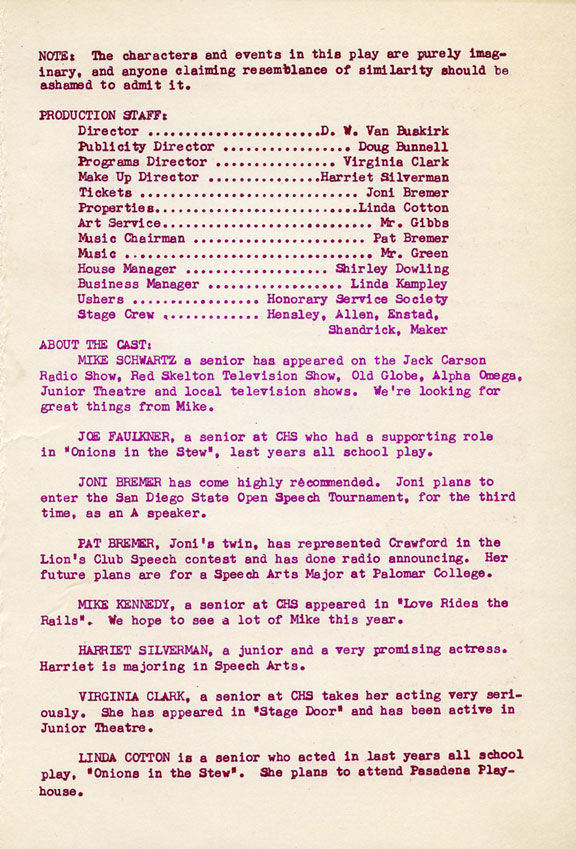 NOTE: The characters and events in this play are purely imag-
inary, and anyone claiming resemblance of similarity should be
ashamed to admit it.
PRODUCTION STAFF:
Director .......................D. W. Van Buskirk
Publicity Director ................. Doug Bunnell
Programs Director ................ Virginia Clark
Make Up Director ...............Harriet Silverman
Tickets ............................. Joni Bremer
Properties...........................Linda Cotton
Art Service............................ Mr. Gibbs
Music Chairman ....................... Pat Bremer
Music ................................. Mr. Green
House Manager ................... Shirley Dowling
Business Manager .................. Linda Kampley
Ushers ................. Honorary Service Society
Stage Crew ............. Hensley, Allen, Enstad,
Shandrick, Maker
ABOUT THE CAST:
MIKE SCHWARTZ a senior has appeared on the Jack Carson
Radio Show, Red Skelton Television Show, Old Globe, Alpha Omega,
Junior Theatre and local television shows. We're looking for
great things from Mike.
JOE FAULKNER, a senior at CHS who had a supporting role
in "Onions in the Stew", last years all school play.
JONI BREMER has come highly recommended. Joni plans to
enter the San Diego State Open Speech Tournament, for the third
time, as an A speaker.
PAT BREMER, Joni's twin, has represented Crawford in the
Lion's Club Speech contest and has done radio announcing. Her
future plans are for a Speech Arts Major at Palomar College.
MIKE KENNEDY, a senior at CHS appeared in "Love Rides the
Rails". We hope to see a lot of Mike this year.
HARRIET SILVERMAN, a junior and a very promising actress.
Harriet is majoring in Speech Arts.
VIRGINIA CLARK, a senior at CHS takes her acting very seri-
ously. She has appeared in "Stage Door" and has been active in
Junior Theatre.
LINDA COTTON is a senior who acted in last years all school
play, "Onions in the Stew". She plans to attend Pasadena Play-
house.